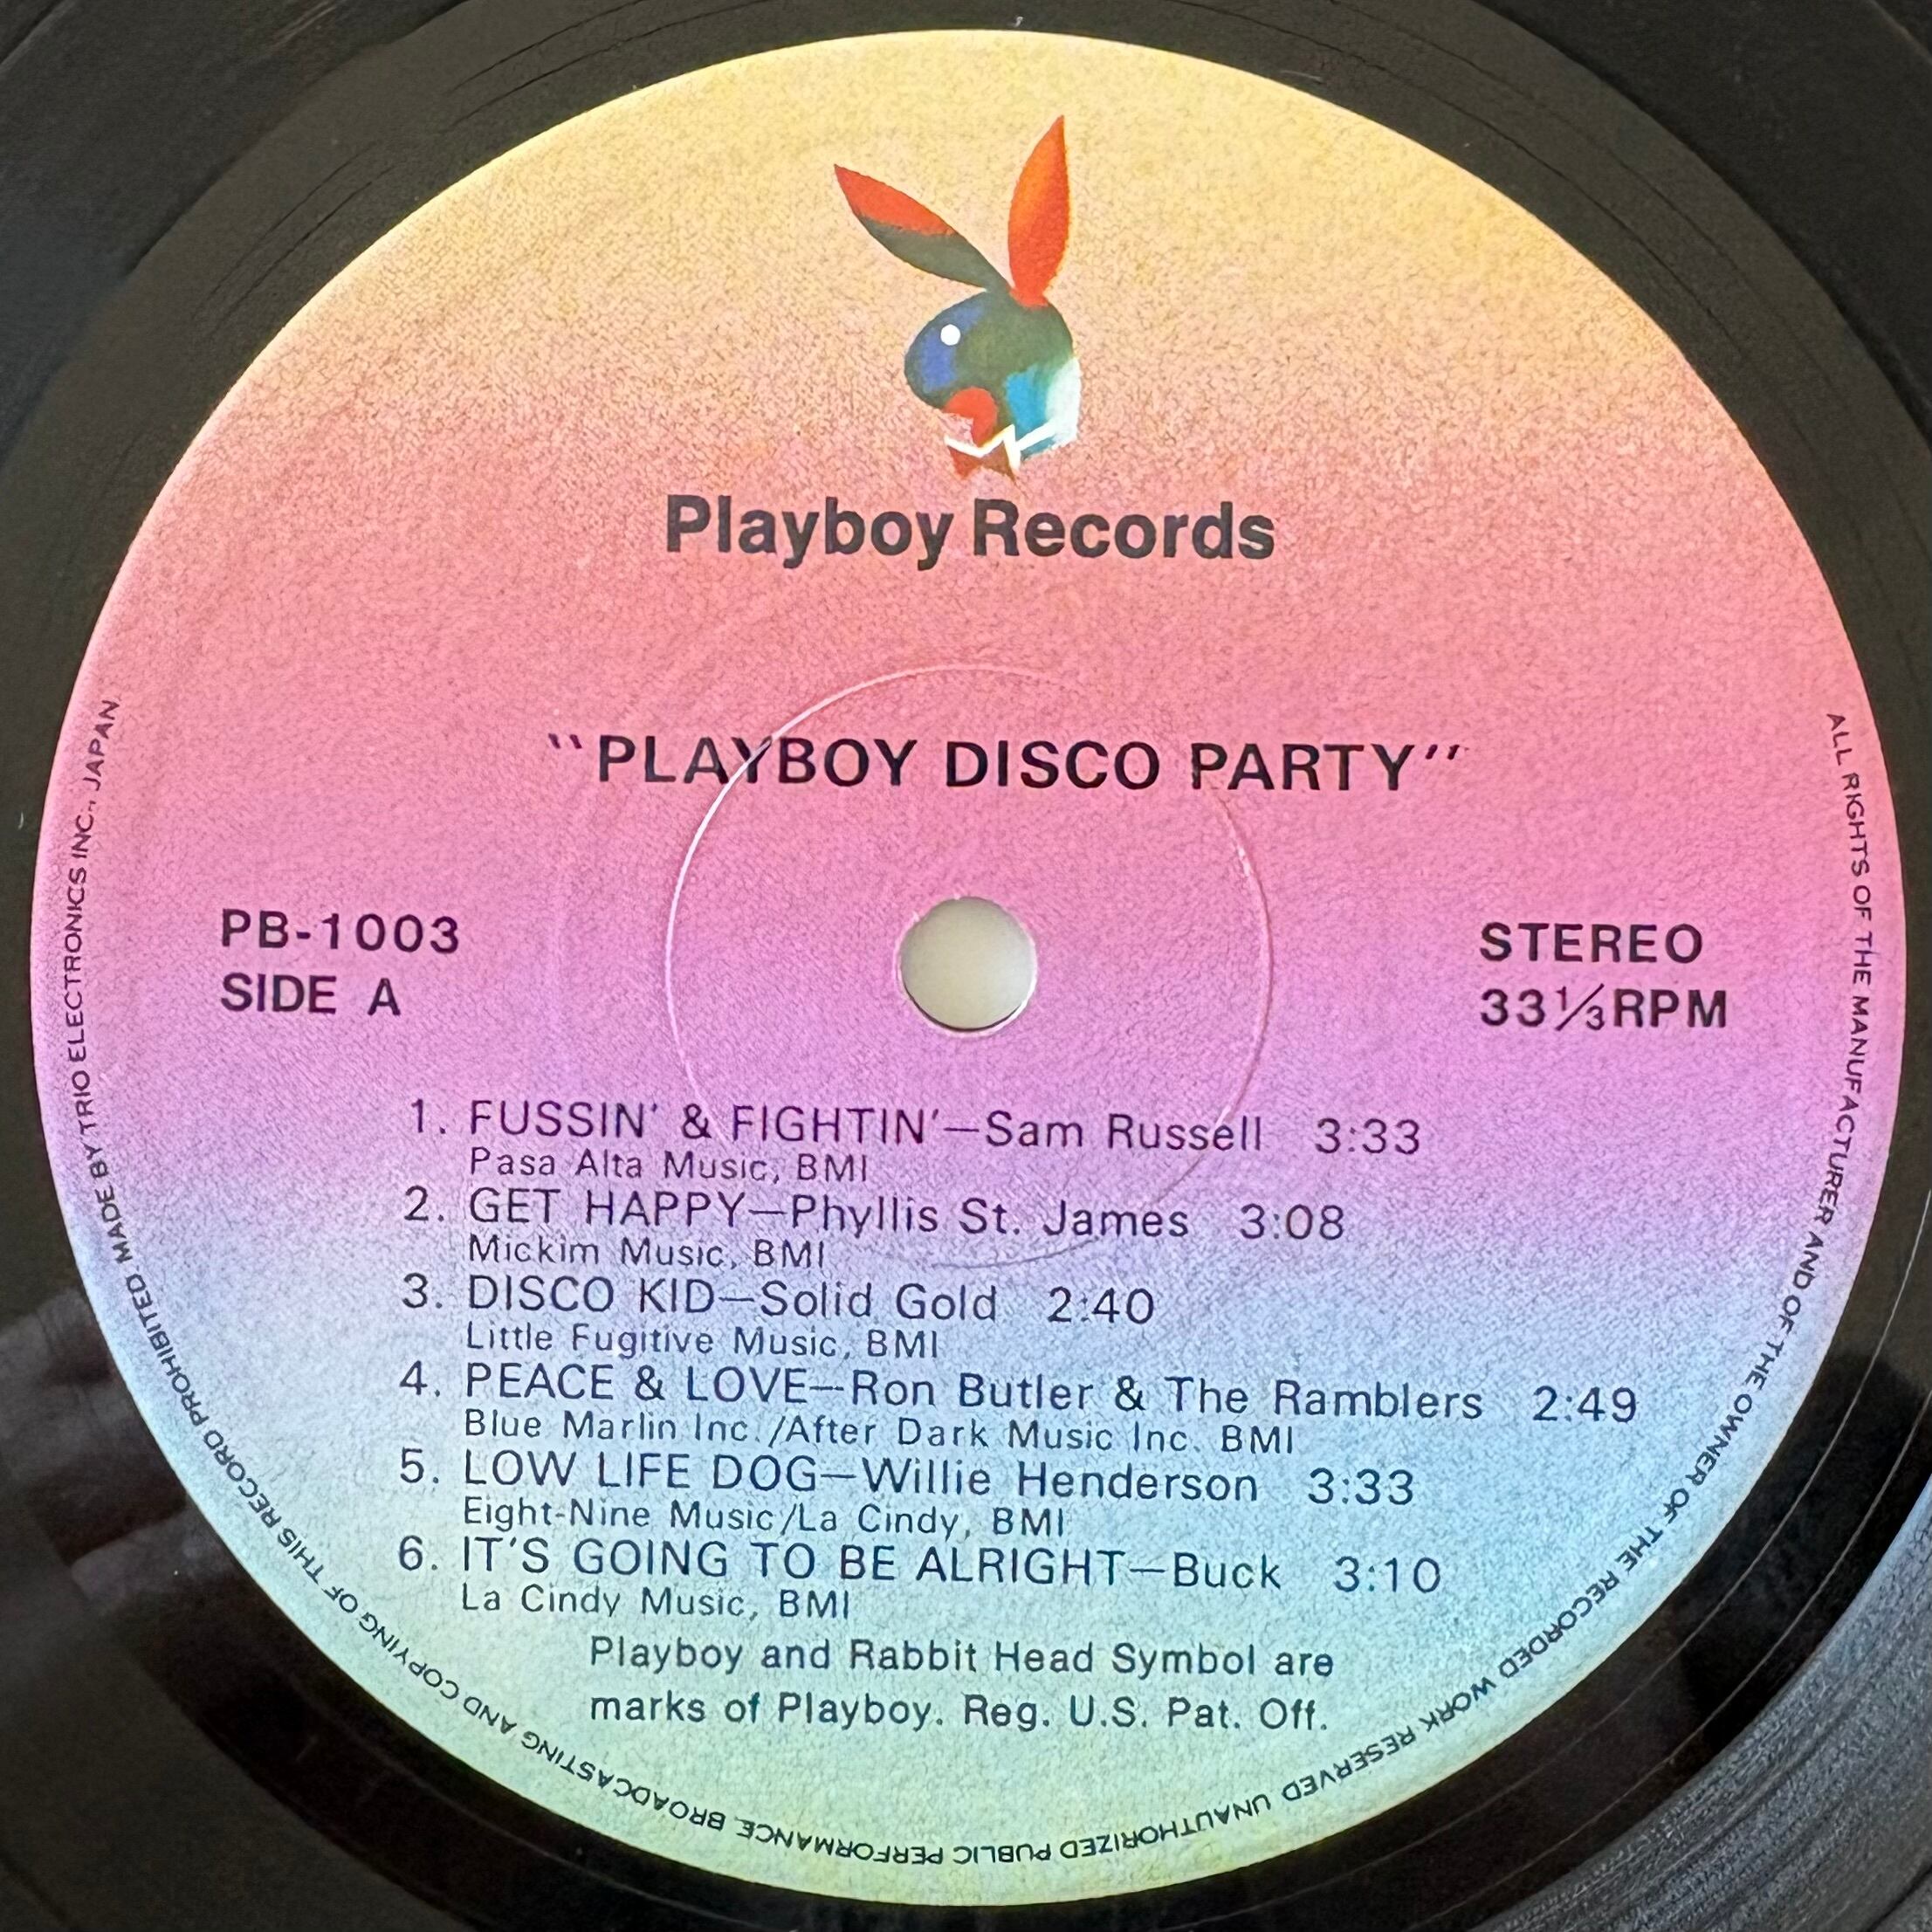 Playboy Records
"PLAYBOY DISCO PARTY"
PB-1003
SIDE A
STEREO
33⅓RPM
1. FUSSIN' & FIGHTIN'—Sam Russell 3:33
Pasa Alta Music, BMI
2. GET HAPPY—Phyllis St. James 3:08
Mickim Music, BMI
3. DISCO KID—Solid Gold 2:40
Little Fugitive Music, BMI
4. PEACE & LOVE—Ron Butler & The Ramblers 2:49
Blue Marlin Inc./After Dark Music Inc. BMI
5. LOW LIFE DOG—Willie Henderson 3:33
Eight-Nine Music/La Cindy, BMI
6. IT'S GOING TO BE ALRIGHT—Buck 3:10
La Cindy Music, BMI
Playboy and Rabbit Head Symbol are
marks of Playboy. Reg. U.S. Pat. Off.
ALL RIGHTS OF THE MANUFACTURER AND OF THE OWNER OF THE RECORDED WORK RESERVED UNAUTHORIZED PUBLIC PERFORMANCE BROADCASTING AND COPYING OF THIS RECORD PROHIBITED MADE BY TRIO ELECTRONICS INC., JAPAN